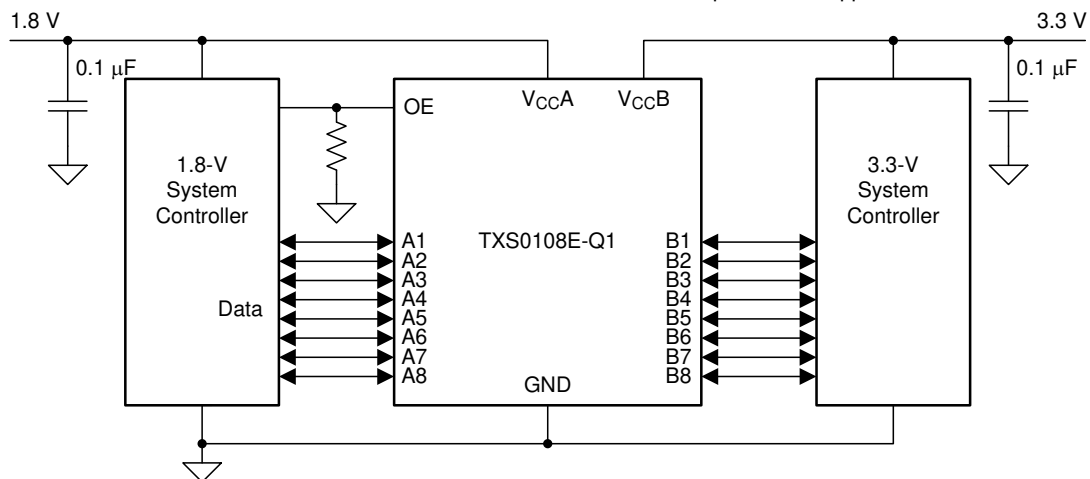 1.8 V
3.3 V
0.1 μF
0.1 μF
OE
VCCA
VCCB
1.8-V
System
Controller
3.3-V
System
Controller
TXS0108E-Q1
Data
A1
A2
A3
A4
A5
A6
A7
A8
B1
B2
B3
B4
B5
B6
B7
B8
GND